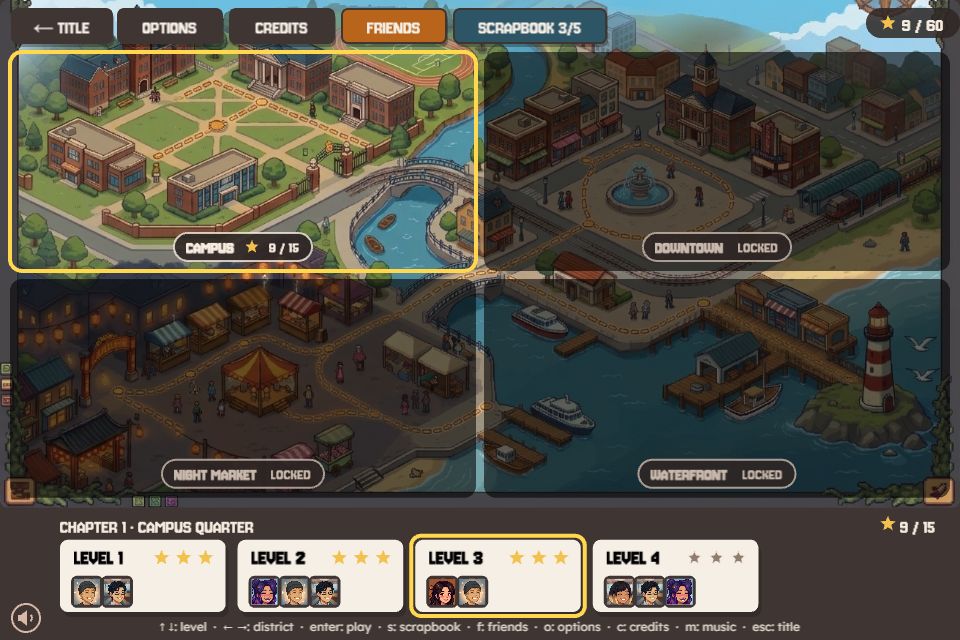 ← TITLE
OPTIONS
CREDITS
FRIENDS
SCRAPBOOK 3/5
9 / 60
CAMPUS 9 / 15
DOWNTOWN LOCKED
NIGHT MARKET LOCKED
WATERFRONT LOCKED
CHAPTER 1 · CAMPUS QUARTER
9 / 15
LEVEL 1
LEVEL 2
LEVEL 3
LEVEL 4
↑ ↓: level · ← →: district · enter: play · s: scrapbook · f: friends · o: options · c: credits · m: music · esc: title